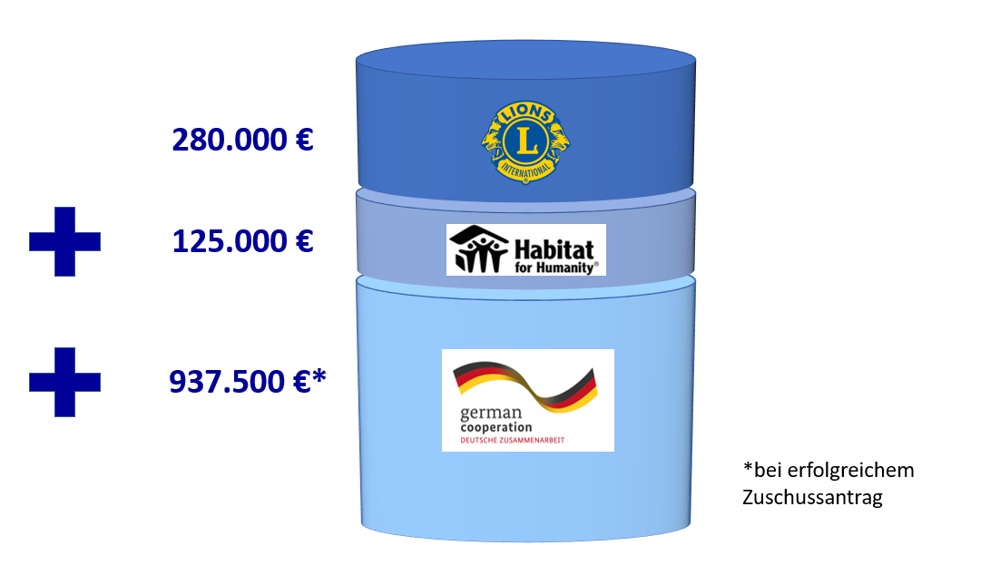 280.000 €
LIONS
L
INTERNATIONAL
®
125.000 €
Habitat
for Humanity®
937.500 €*
german
cooperation
DEUTSCHE ZUSAMMENARBEIT
*bei erfolgreichem
Zuschussantrag